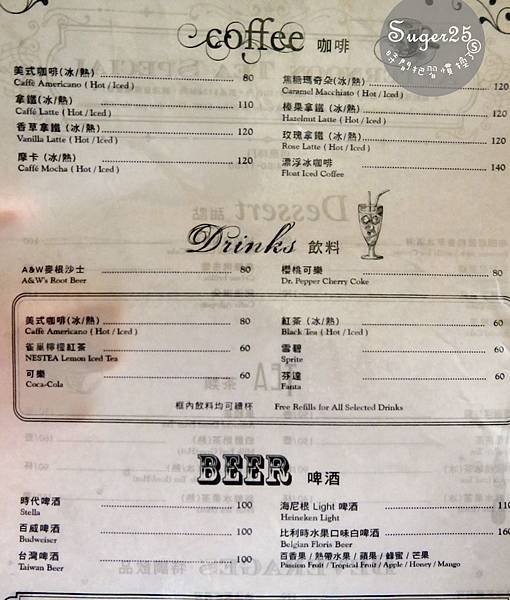 Suger25
時間把當慣壞了
coffee 咖啡
美式咖啡(冰/熱) 80
Caffè Americano ( Hot / Iced )
拿鐵(冰/熱) 110
Caffè Latte ( Hot / Iced )
香草拿鐵 (冰/熱) 120
Vanilla Latte ( Hot / Iced )
摩卡 (冰/熱) 120
Caffé Mocha ( Hot / Iced )
焦糖瑪奇朵(冰/熱) 120
Caramel Macchiato ( Hot / Iced )
榛果拿鐵 (冰/熱) 120
Hazelnut Latte ( Hot / Iced )
玫瑰拿鐵 (冰/熱) 120
Rose Latte ( Hot / Iced )
漂浮冰咖啡 140
Float Iced Coffee
Drinks 飲料
A&W麥根沙士 80
A&W's Root Beer
櫻桃可樂 80
Dr. Pepper Cherry Coke
美式咖啡(冰/熱) 80
Caffè Americano ( Hot / Iced )
雀巢檸檬紅茶 60
NESTEA Lemon Iced Tea
可樂 60
Coca-Cola
紅茶 (冰/熱) 60
Black Tea ( Hot / Iced )
雪碧 60
Sprite
芬達 60
Fanta
框內飲料均可續杯 Free Refills for All Selected Drinks
BEER 啤酒
時代啤酒 100
Stella
百威啤酒 100
Budweiser
台灣啤酒 100
Taiwan Beer
海尼根 Light 啤酒 110
Heineken Light
比利時水果口味白啤酒 160
Belgian Floris Beer
百香果 / 熱帶水果 / 蘋果 / 蜂蜜 / 芒果
Passion Fruit / Tropical Fruit / Apple / Honey / Mango